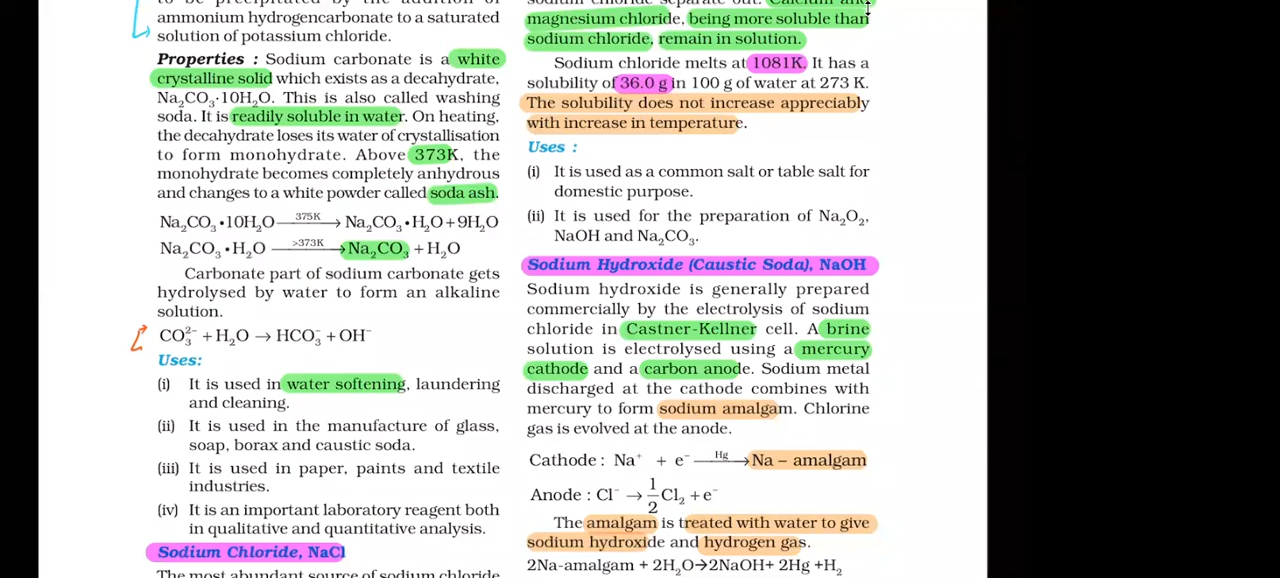 to be precipitated by the addition of
ammonium hydrogencarbonate to a saturated
solution of potassium chloride.
Properties : Sodium carbonate is a white
crystalline solid which exists as a decahydrate,
Na₂CO₃·10H₂O. This is also called washing
soda. It is readily soluble in water. On heating,
the decahydrate loses its water of crystallisation
to form monohydrate. Above 373K, the
monohydrate becomes completely anhydrous
and changes to a white powder called soda ash.
Na₂CO₃•10H₂O —375K→ Na₂CO₃•H₂O+9H₂O
Na₂CO₃•H₂O —>373K→ Na₂CO₃ +H₂O
Carbonate part of sodium carbonate gets
hydrolysed by water to form an alkaline
solution.
CO₃²⁻ + H₂O → HCO₃⁻ + OH⁻
Uses:
(i) It is used in water softening, laundering
and cleaning.
(ii) It is used in the manufacture of glass,
soap, borax and caustic soda.
(iii) It is used in paper, paints and textile
industries.
(iv) It is an important laboratory reagent both
in qualitative and quantitative analysis.
Sodium Chloride, NaCl
The most abundant source of sodium chloride
sodium chloride separate out. Calcium and
magnesium chloride, being more soluble than
sodium chloride, remain in solution.
Sodium chloride melts at 1081K. It has a
solubility of 36.0 g in 100 g of water at 273 K.
The solubility does not increase appreciably
with increase in temperature.
Uses :
(i) It is used as a common salt or table salt for
domestic purpose.
(ii) It is used for the preparation of Na₂O₂,
NaOH and Na₂CO₃.
Sodium Hydroxide (Caustic Soda), NaOH
Sodium hydroxide is generally prepared
commercially by the electrolysis of sodium
chloride in Castner-Kellner cell. A brine
solution is electrolysed using a mercury
cathode and a carbon anode. Sodium metal
discharged at the cathode combines with
mercury to form sodium amalgam. Chlorine
gas is evolved at the anode.
Cathode : Na⁺ + e⁻ —Hg→ Na – amalgam
Anode : Cl⁻ → 1/2 Cl₂ + e⁻
The amalgam is treated with water to give
sodium hydroxide and hydrogen gas.
2Na-amalgam + 2H₂O→2NaOH+ 2Hg +H₂